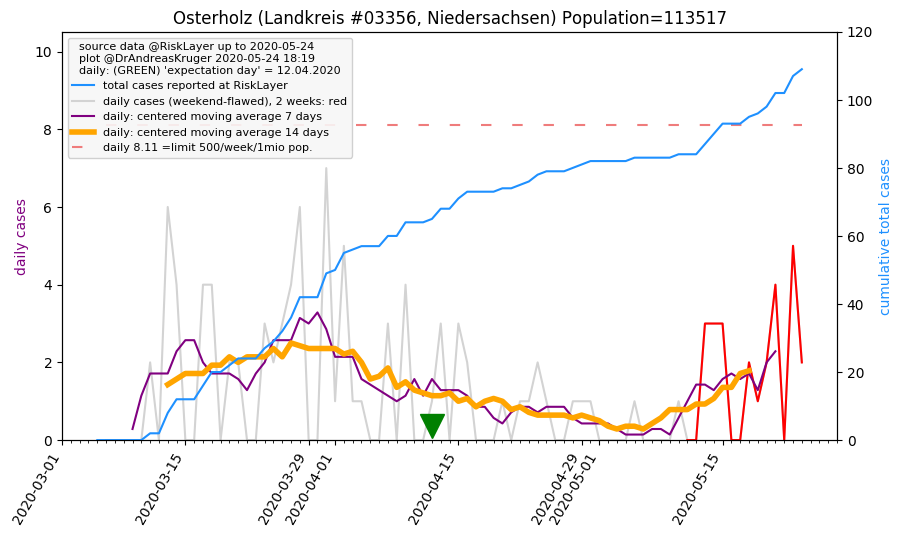 Osterholz (Landkreis #03356, Niedersachsen) Population=113517
source data @RiskLayer up to 2020-05-24
plot @DrAndreasKruger 2020-05-24 18:19
daily: (GREEN) 'expectation day' = 12.04.2020
total cases reported at RiskLayer
daily cases (weekend-flawed), 2 weeks: red
daily: centered moving average 7 days
daily: centered moving average 14 days
daily 8.11 =limit 500/week/1mio pop.
daily cases
10
8
6
4
2
0
120
100
80
60
40
20
0
cumulative total cases
2020-03-01
2020-03-15
2020-03-29
2020-04-01
2020-04-15
2020-04-29
2020-05-01
2020-05-15